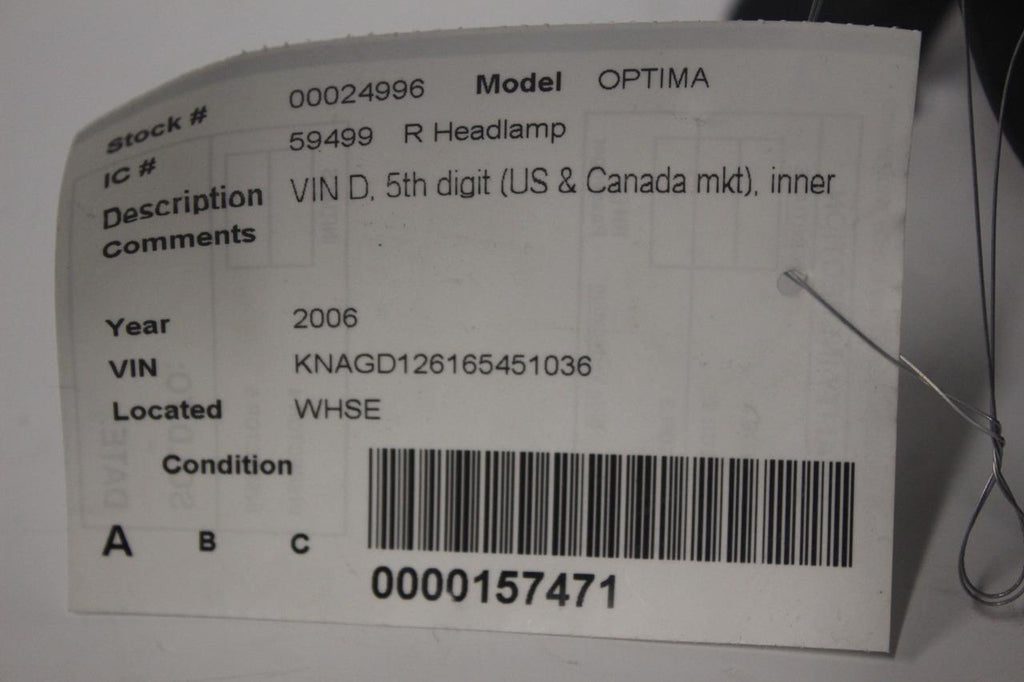 Stock # 00024996 Model OPTIMA
IC # 59499 R Headlamp
Description VIN D, 5th digit (US & Canada mkt), inner
Comments
Year 2006
VIN KNAGD126165451036
Located WHSE
Condition
A B C
0000157471
DATE: